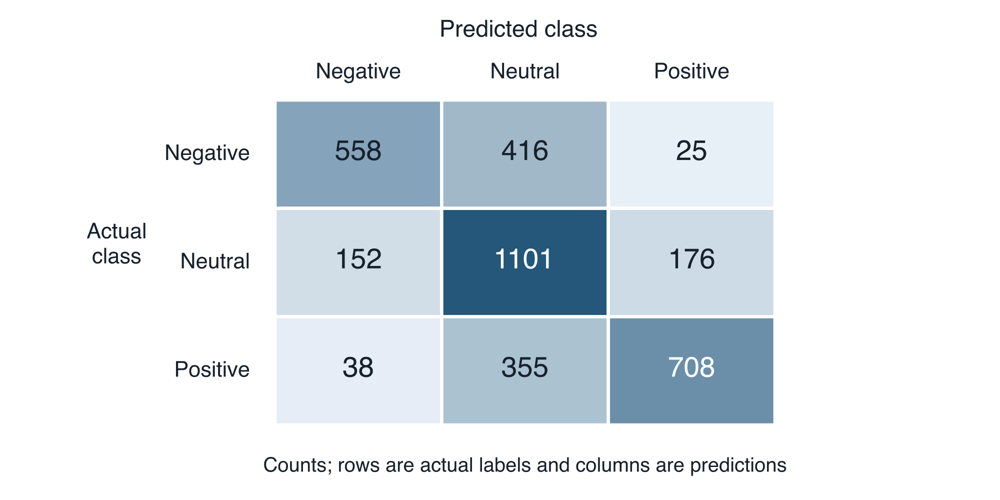 Predicted class
Negative Neutral Positive
Negative 558 416 25
Actual
class
Neutral 152 1101 176
Positive 38 355 708
Counts; rows are actual labels and columns are predictions